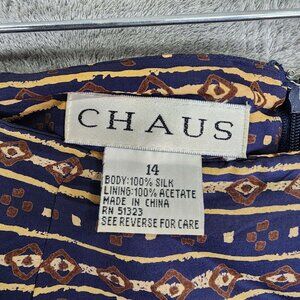 CHAUS
14
BODY:100% SILK
LINING:100% ACETATE
MADE IN CHINA
RN 51323
SEE REVERSE FOR CARE